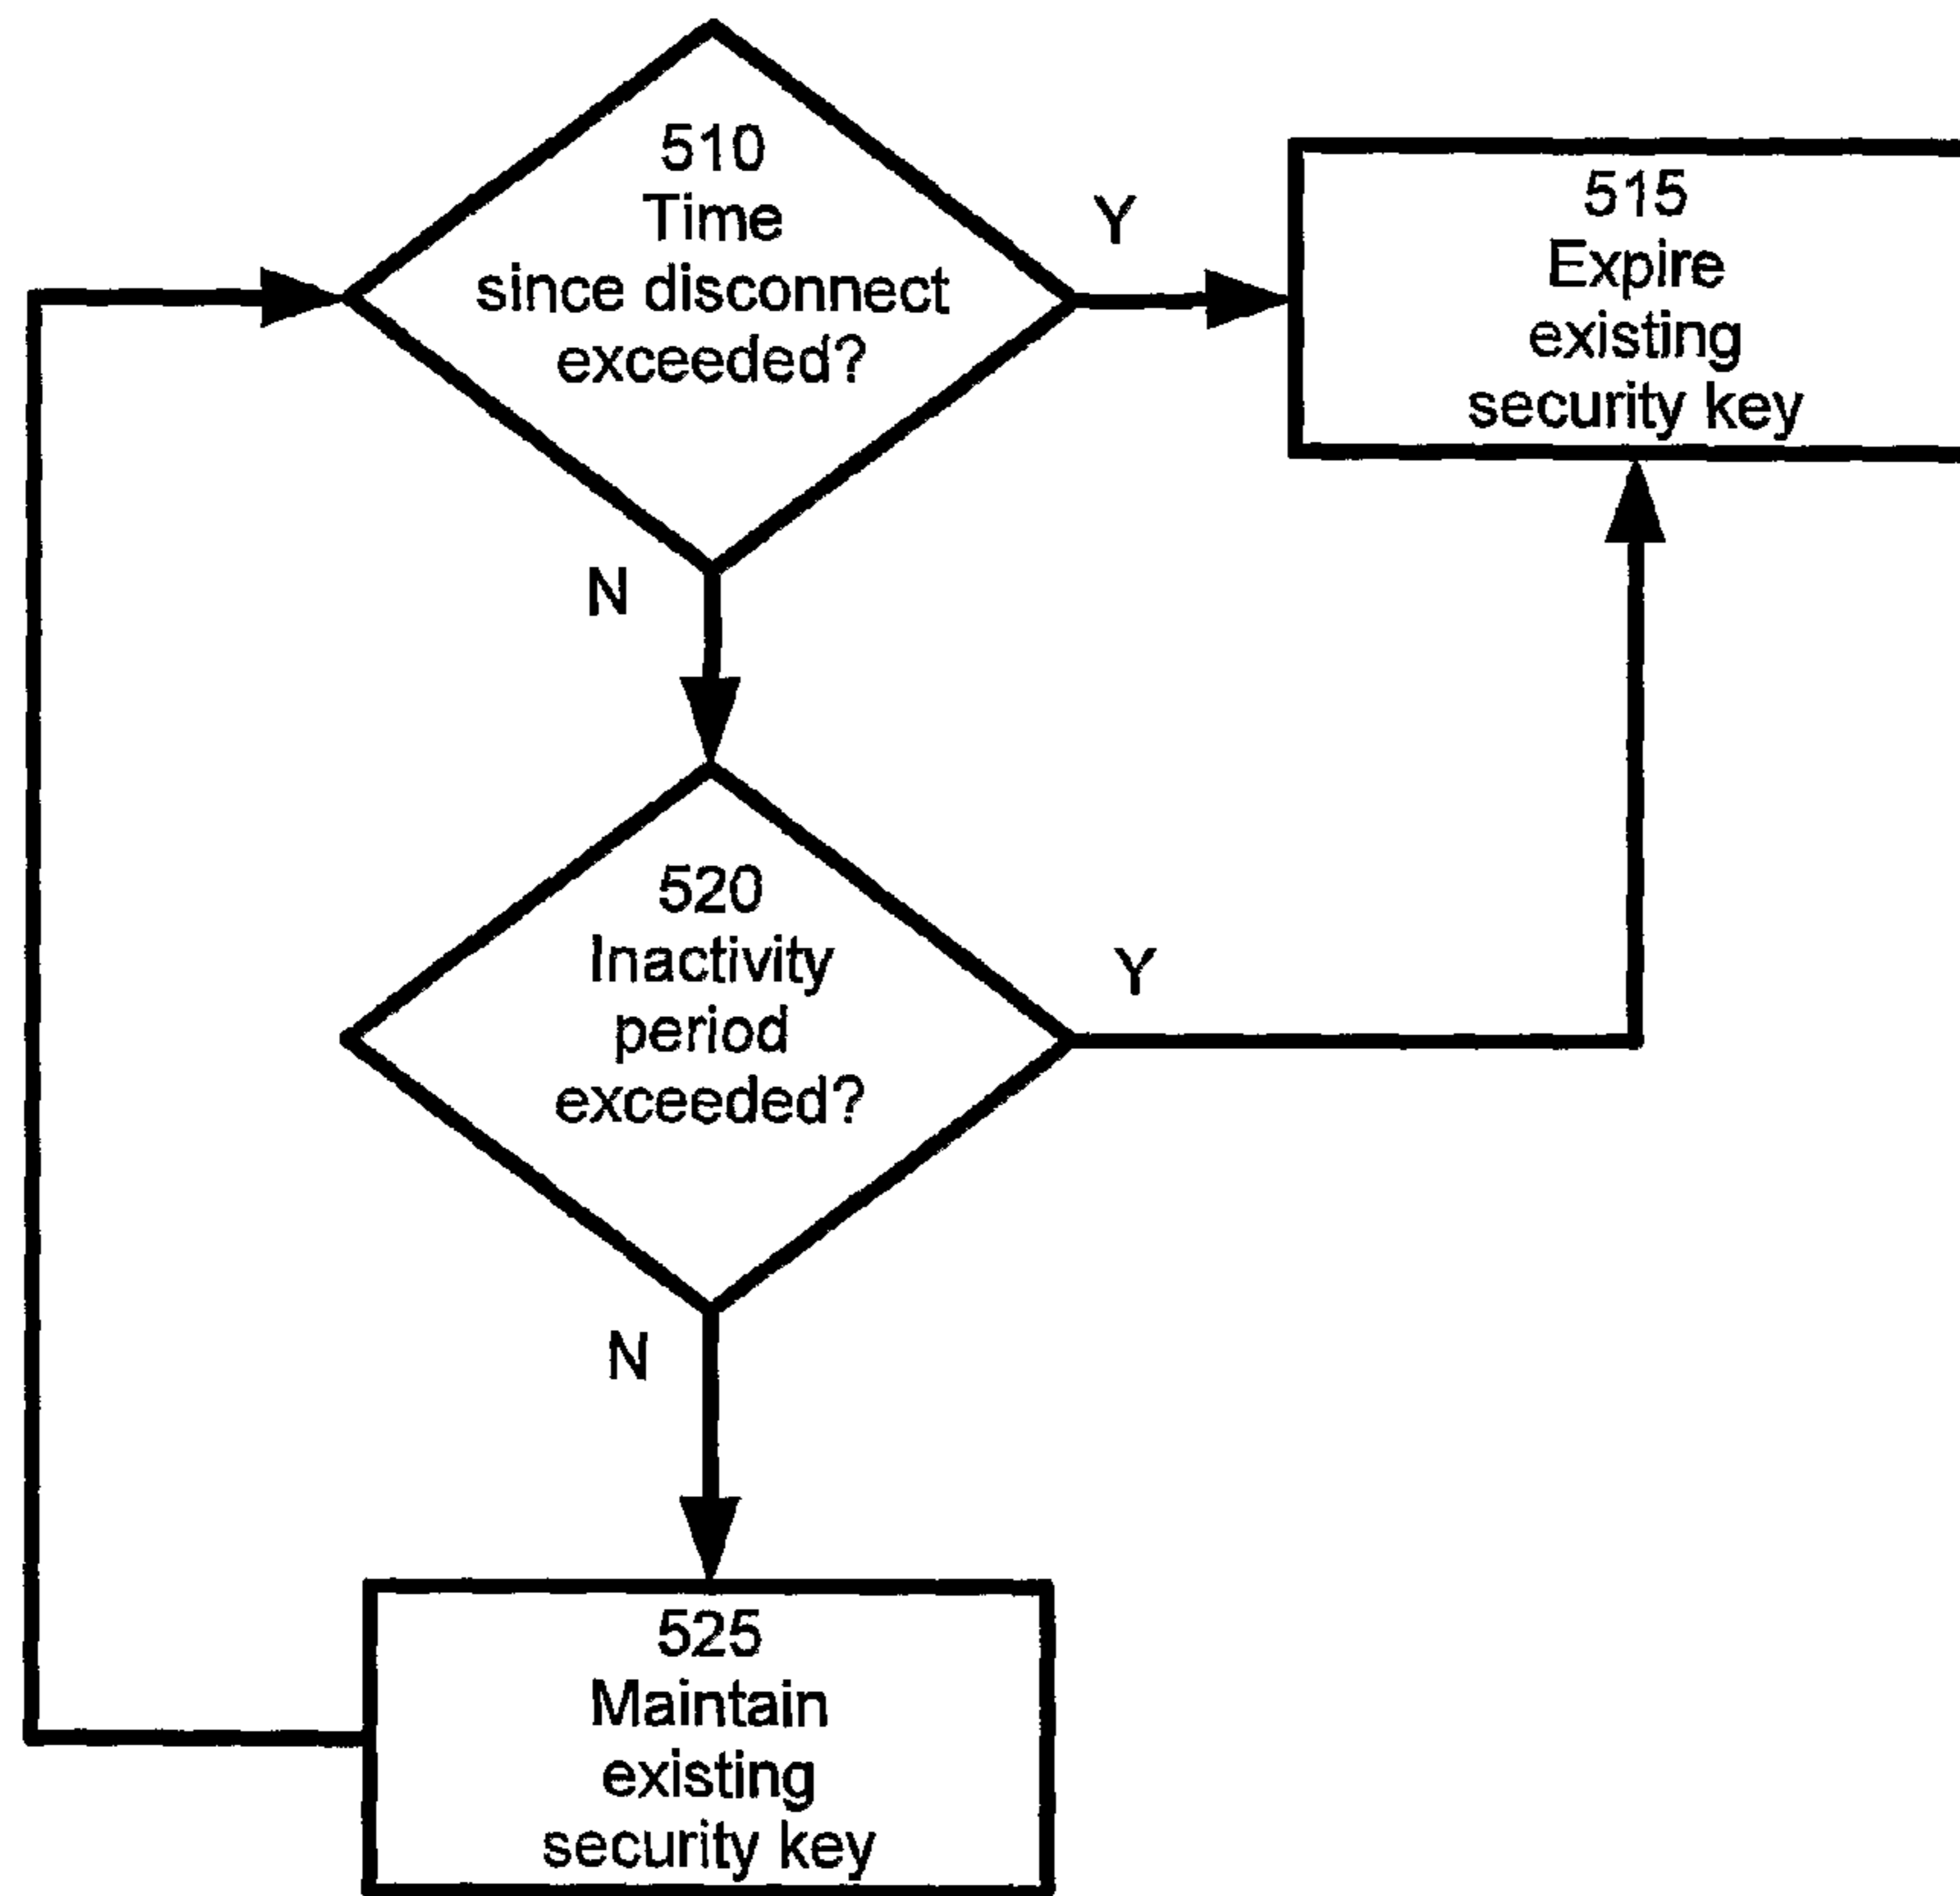 510
Time
since disconnect
exceeded?
Y
515
Expire
existing
security key
N
520
Inactivity
period
exceeded?
Y
N
525
Maintain
existing
security key